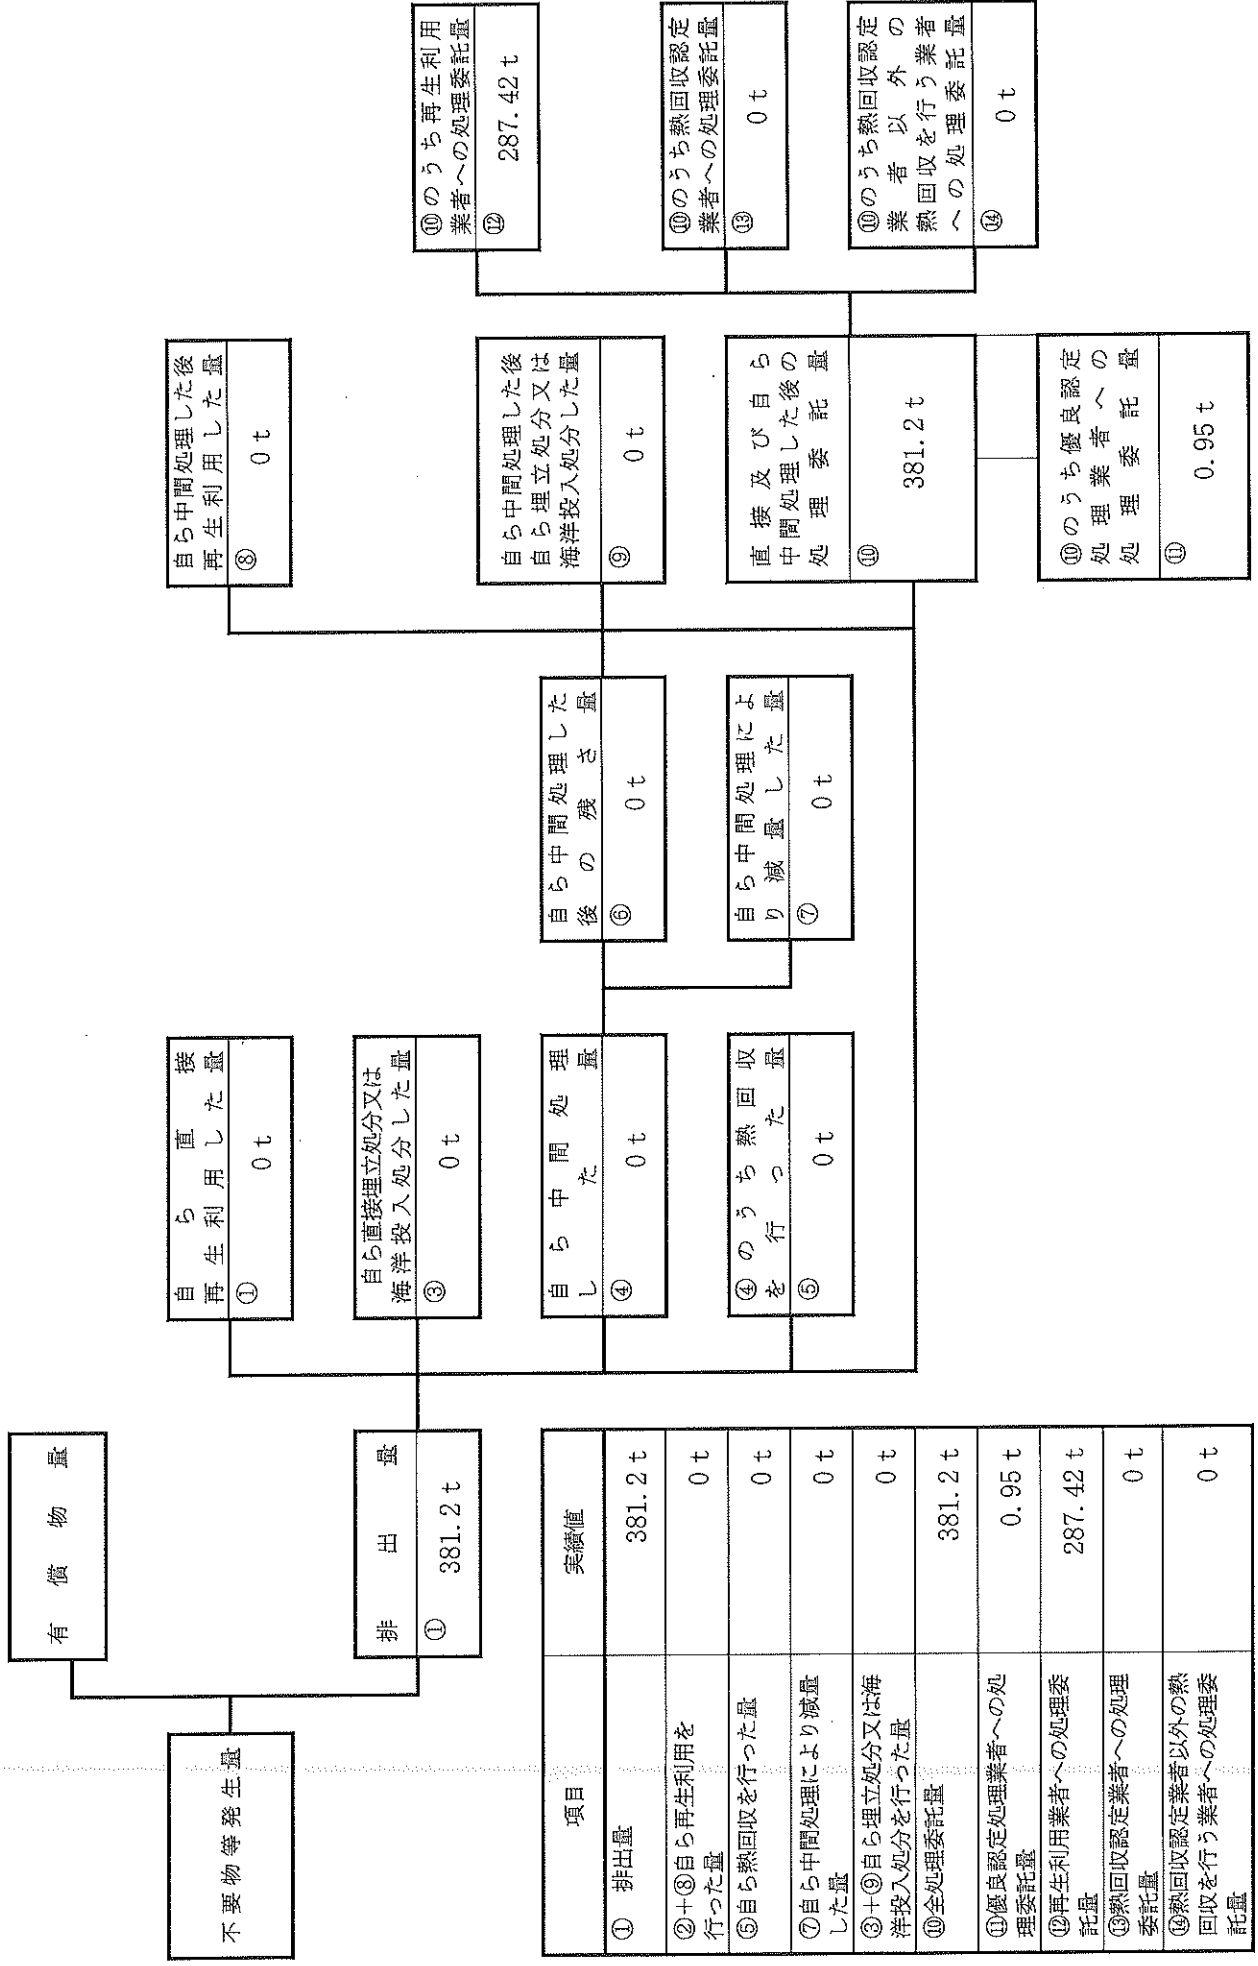 不要物等発生量
有償物量
排出量
① 381.2 t
自ら直接
再生利用した量
① 0 t
自ら直接埋立処分又は
海洋投入処分した量
③ 0 t
自ら中間処理
した量
④ 0 t
④のうち熱回収
を行った量
⑤ 0 t
自ら中間処理した
後の残さ量
⑥ 0 t
自ら中間処理によ
り減量した量
⑦ 0 t
自ら中間処理した後
再生利用した量
⑧ 0 t
自ら中間処理した後
自ら埋立処分又は
海洋投入処分した量
⑨ 0 t
直接及び自ら
中間処理した後の
処理委託量
⑩ 381.2 t
⑩のうち優良認定
処理業者への
処理委託量
⑪ 0.95 t
⑩のうち再生利用
業者への処理委託量
⑫ 287.42 t
⑩のうち熱回収認定
業者への処理委託量
⑬ 0 t
⑩のうち熱回収認定
業者以外の
熱回収を行う業者
への処理委託量
⑭ 0 t
項目 実績値
① 排出量 381.2 t
②+⑧自ら再生利用を
行った量 0 t
⑤自ら熱回収を行った量 0 t
⑦自ら中間処理により減量
した量 0 t
③+⑨自ら埋立処分又は海
洋投入処分を行った量 0 t
⑩全処理委託量 381.2 t
⑪優良認定処理業者への処
理委託量 0.95 t
⑫再生利用業者への処理委
託量 287.42 t
⑬熱回収認定業者への処理
委託量 0 t
⑭熱回収認定業者以外の熱
回収を行う業者への処理委
託量 0 t